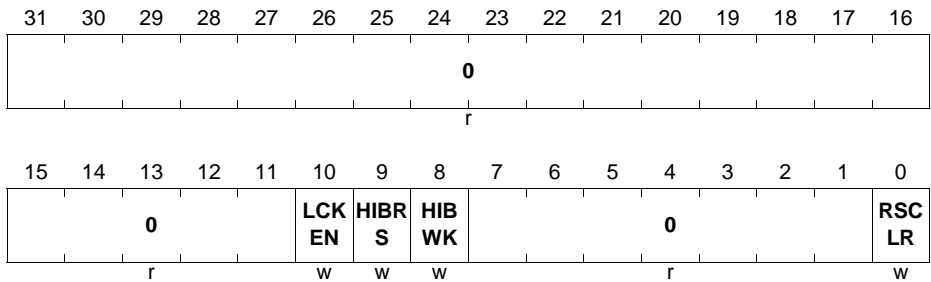 31 30 29 28 27 26 25 24 23 22 21 20 19 18 17 16
0
r
15 14 13 12 11 10 9 8 7 6 5 4 3 2 1 0
0 LCK EN HIBR S HIB WK 0 RSC LR
r w w w r w